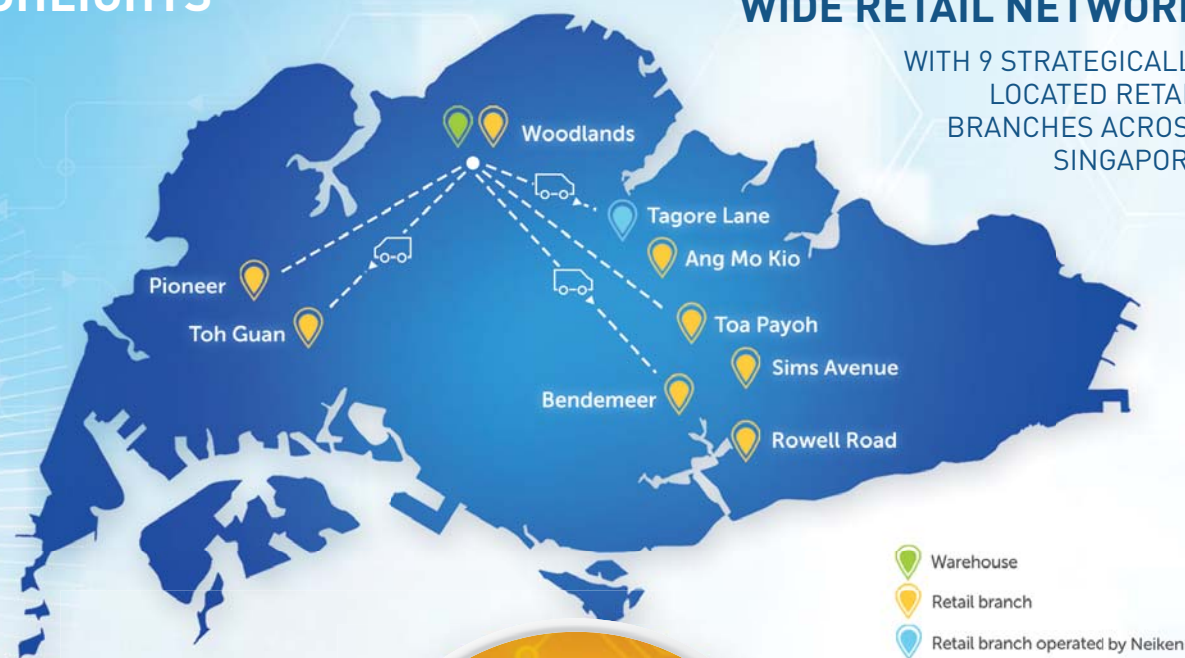 HLIGHTS
WIDE RETAIL NETWOR
WITH 9 STRATEGICALL
LOCATED RETAI
BRANCHES ACROS
SINGAPOR
Woodlands
Tagore Lane
Ang Mo Kio
Pioneer
Toh Guan
Toa Payoh
Sims Avenue
Bendemeer
Rowell Road
Warehouse
Retail branch
Retail branch operated by Neiken